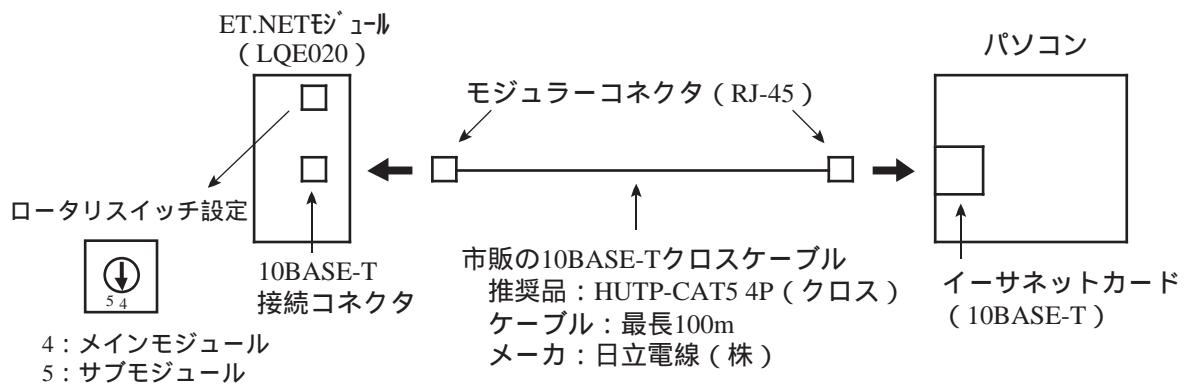 ET.NETﾓｼﾞｭｰﾙ
（LQE020）
パソコン
モジュラーコネクタ（RJ-45）
ロータリスイッチ設定
5 4
4：メインモジュール
5：サブモジュール
10BASE-T
接続コネクタ
市販の10BASE-Tクロスケーブル
推奨品：HUTP-CAT5 4P（クロス）
ケーブル：最長100m
メーカ：日立電線（株）
イーサネットカード
（10BASE-T）